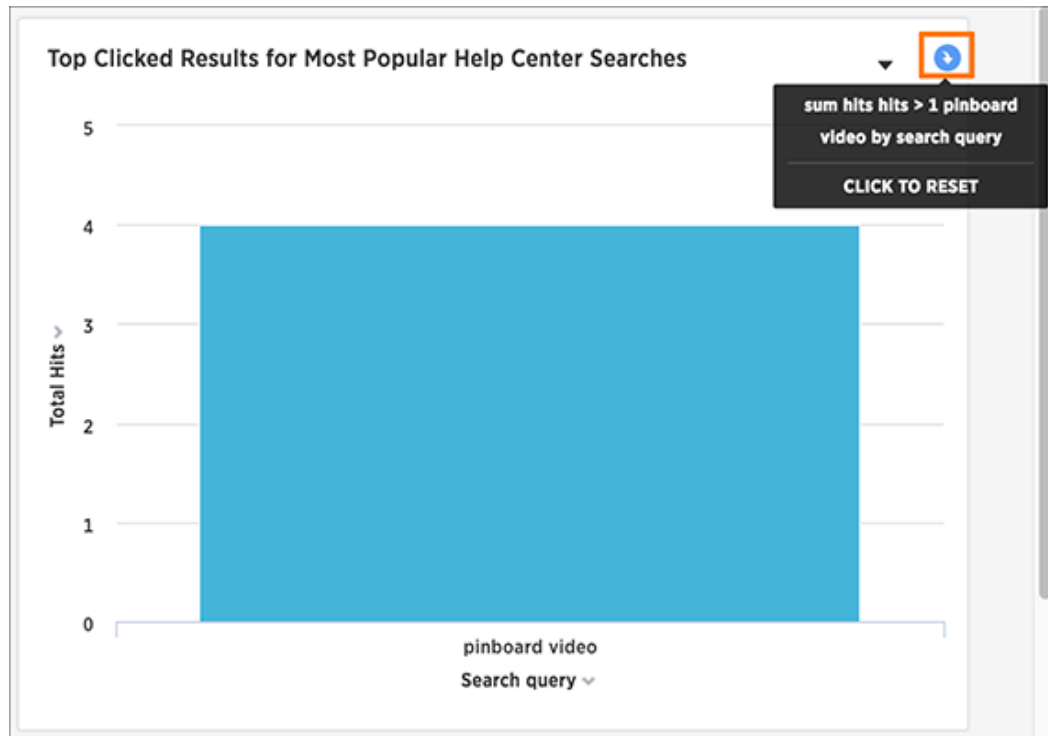 Top Clicked Results for Most Popular Help Center Searches
sum hits hits > 1 pinboard
video by search query
CLICK TO RESET
5
4
3
2
1
0
Total Hits
pinboard video
Search query